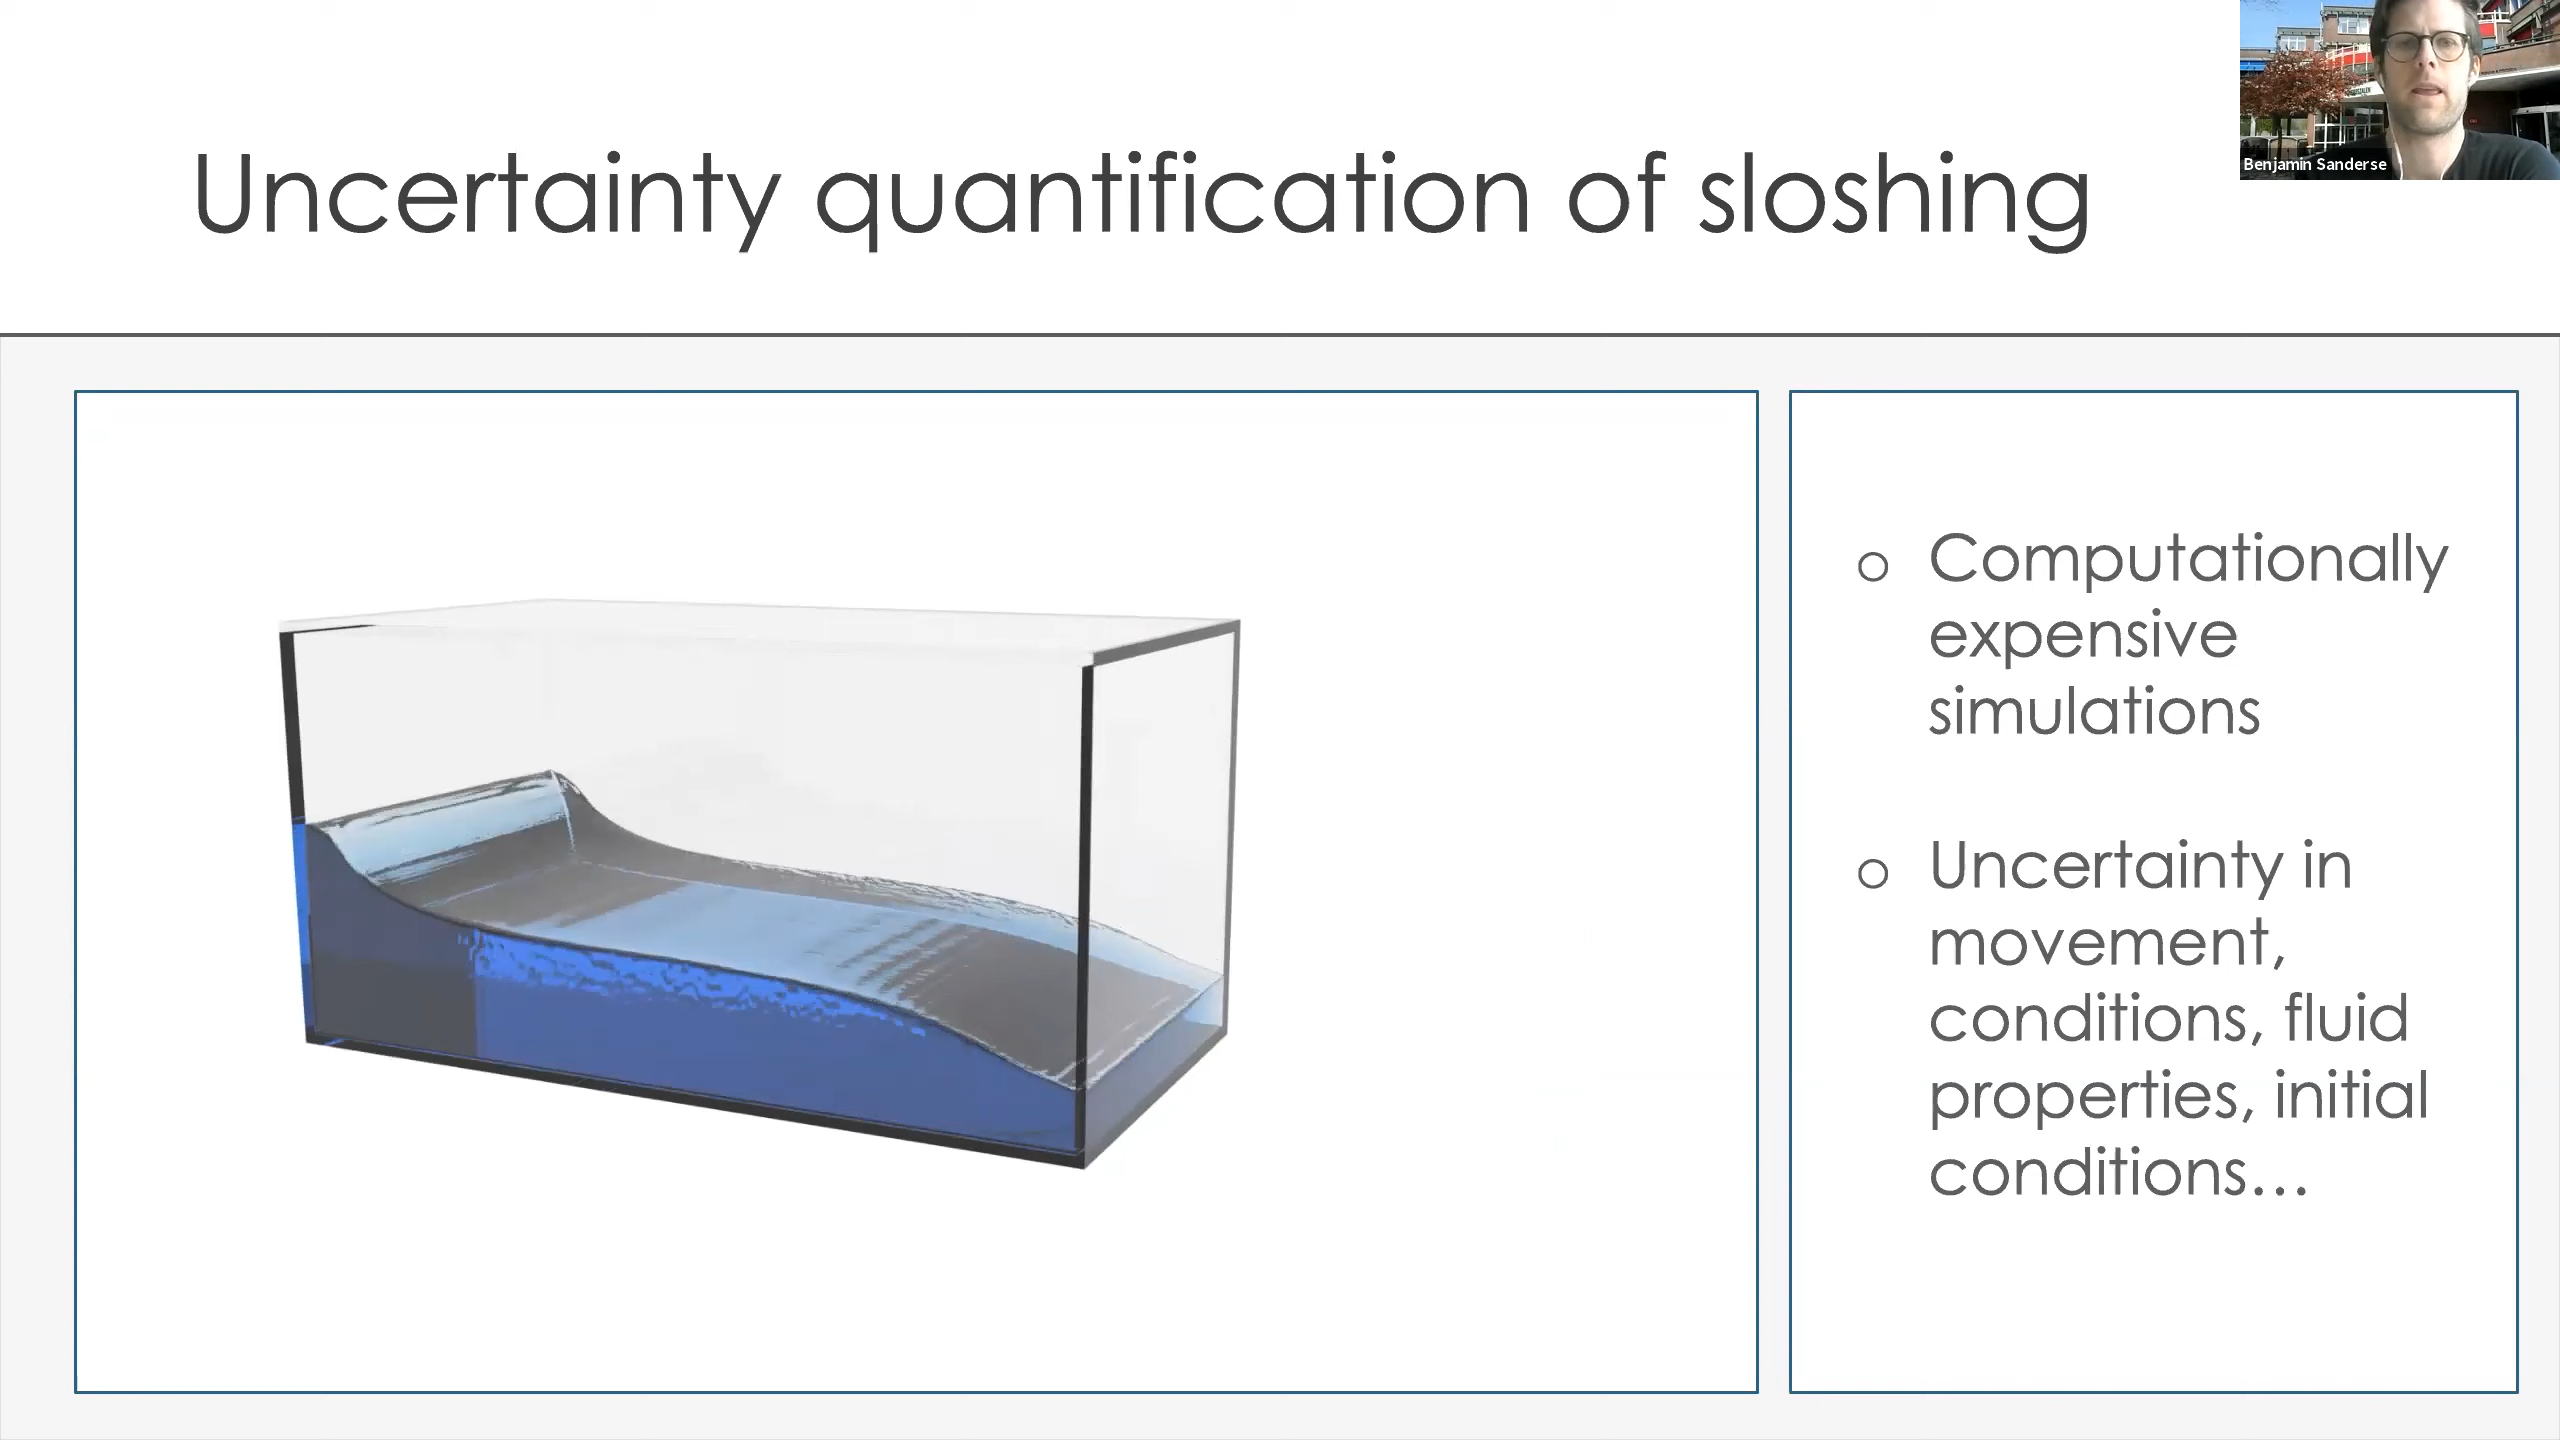 Uncertainty quantification of sloshing
Benjamin Sanderse
○ Computationally
expensive
simulations
○ Uncertainty in
movement,
conditions, fluid
properties, initial
conditions…